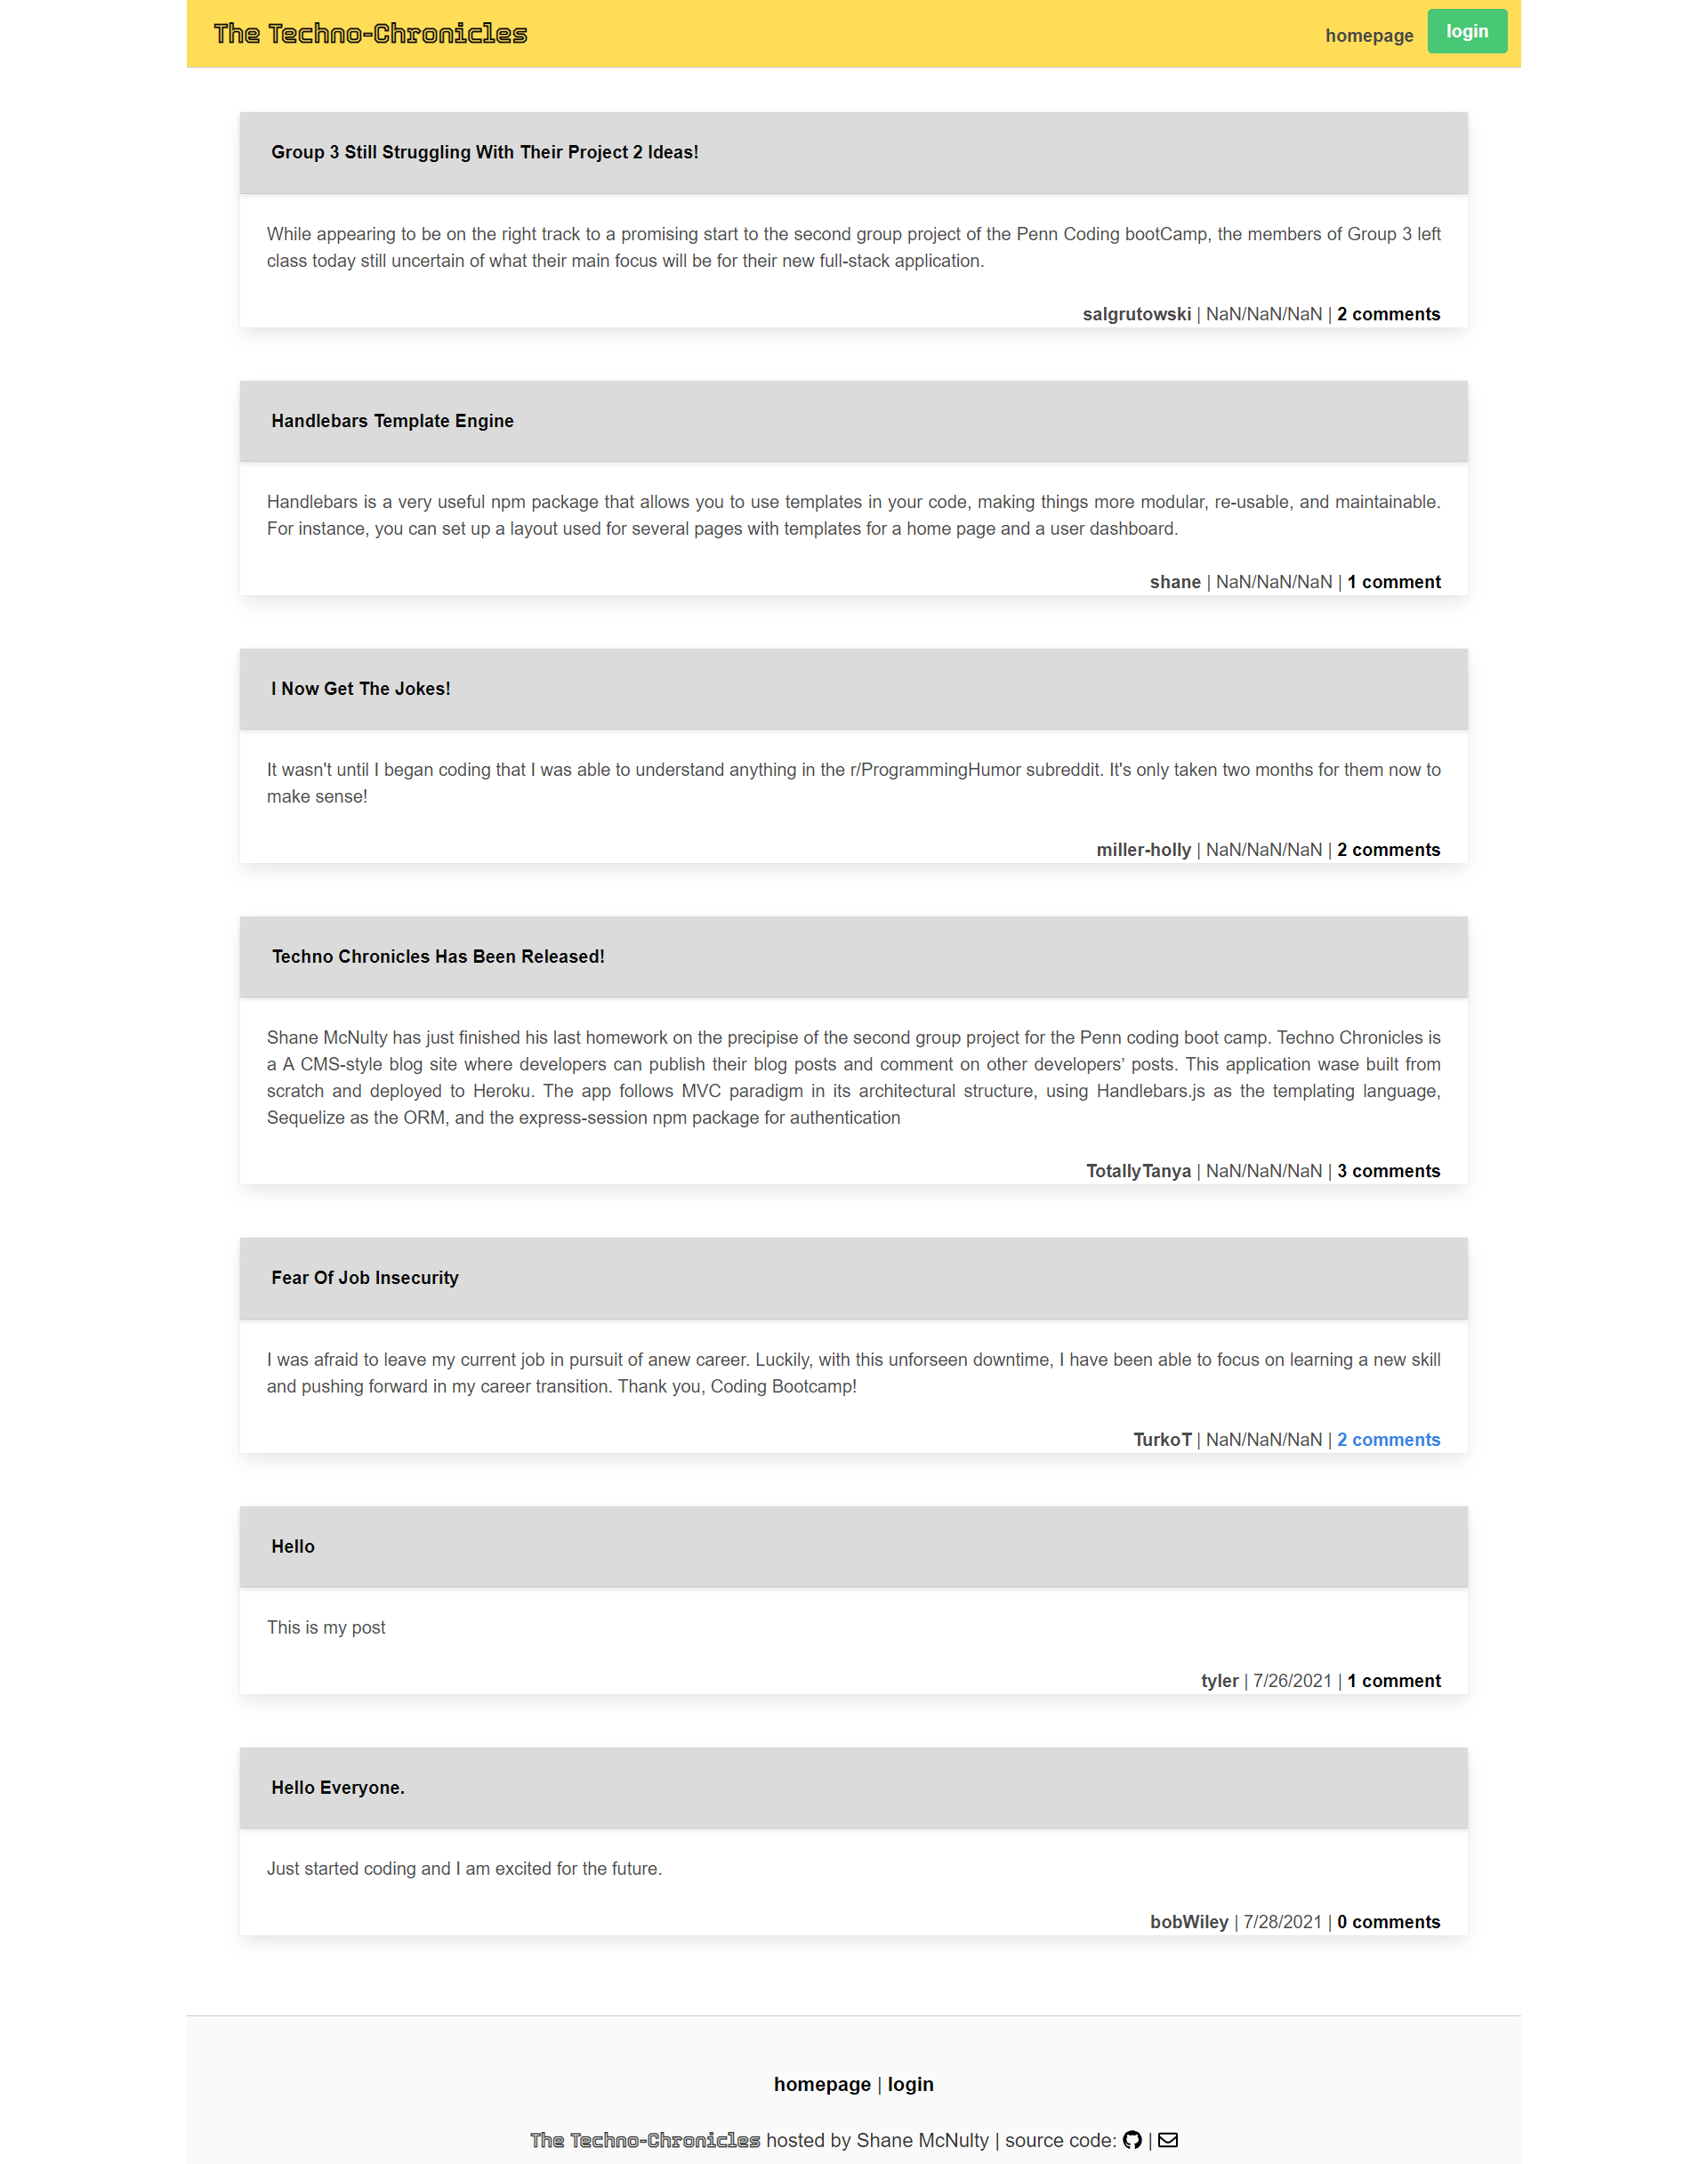 The Techno-Chronicles
homepage
login
Group 3 Still Struggling With Their Project 2 Ideas!
While appearing to be on the right track to a promising start to the second group project of the Penn Coding bootCamp, the members of Group 3 left
class today still uncertain of what their main focus will be for their new full-stack application.
salgrutowski | NaN/NaN/NaN | 2 comments
Handlebars Template Engine
Handlebars is a very useful npm package that allows you to use templates in your code, making things more modular, re-usable, and maintainable.
For instance, you can set up a layout used for several pages with templates for a home page and a user dashboard.
shane | NaN/NaN/NaN | 1 comment
I Now Get The Jokes!
It wasn't until I began coding that I was able to understand anything in the r/ProgrammingHumor subreddit. It's only taken two months for them now to
make sense!
miller-holly | NaN/NaN/NaN | 2 comments
Techno Chronicles Has Been Released!
Shane McNulty has just finished his last homework on the precipise of the second group project for the Penn coding boot camp. Techno Chronicles is
a A CMS-style blog site where developers can publish their blog posts and comment on other developers’ posts. This application wase built from
scratch and deployed to Heroku. The app follows MVC paradigm in its architectural structure, using Handlebars.js as the templating language,
Sequelize as the ORM, and the express-session npm package for authentication
TotallyTanya | NaN/NaN/NaN | 3 comments
Fear Of Job Insecurity
I was afraid to leave my current job in pursuit of anew career. Luckily, with this unforseen downtime, I have been able to focus on learning a new skill
and pushing forward in my career transition. Thank you, Coding Bootcamp!
TurkoT | NaN/NaN/NaN | 2 comments
Hello
This is my post
tyler | 7/26/2021 | 1 comment
Hello Everyone.
Just started coding and I am excited for the future.
bobWiley | 7/28/2021 | 0 comments
homepage | login
The Techno-Chronicles hosted by Shane McNulty | source code: |